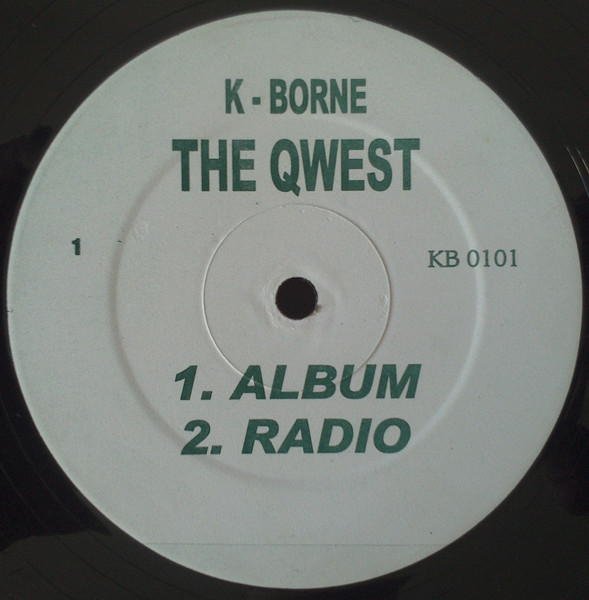 K - BORNE
THE QWEST
1
KB 0101
1. ALBUM
2. RADIO